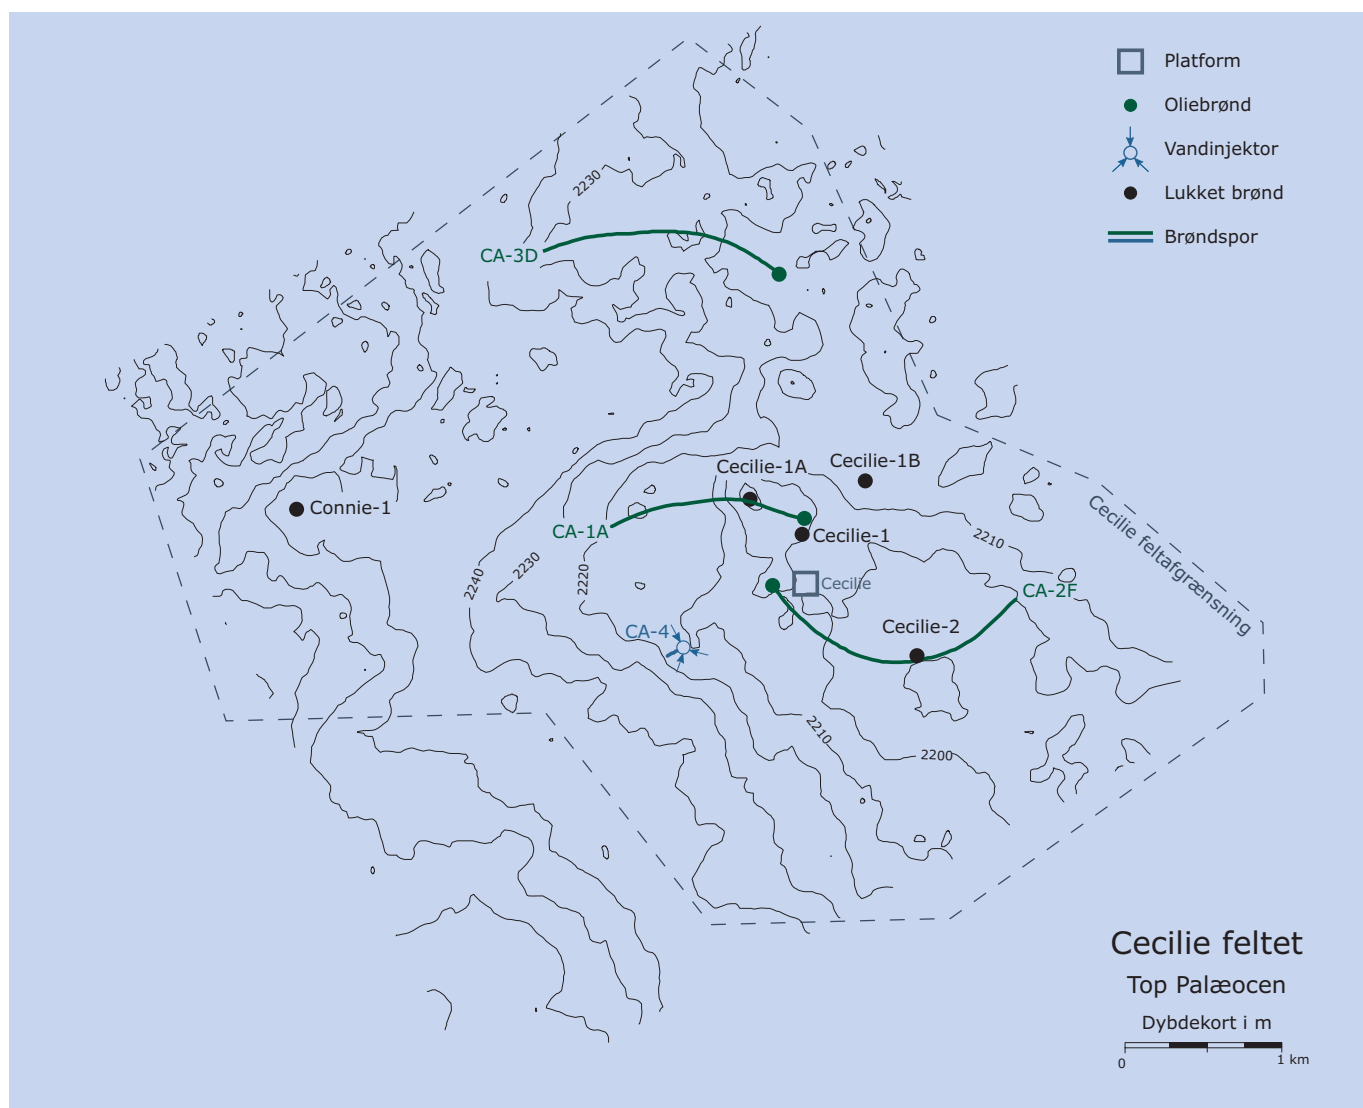 Platform
Oliebrønd
Vandinjektor
Lukket brønd
Brøndspor
2230
CA-3D
Cecilie-1A
Cecilie-1B
Connie-1
CA-1A
Cecilie-1
2210
Cecilie feltafgrænsning
2240
2230
2220
Cecilie
CA-2F
CA-4
Cecilie-2
2210
2200
Cecilie feltet
Top Palæocen
Dybdekort i m
0
1 km